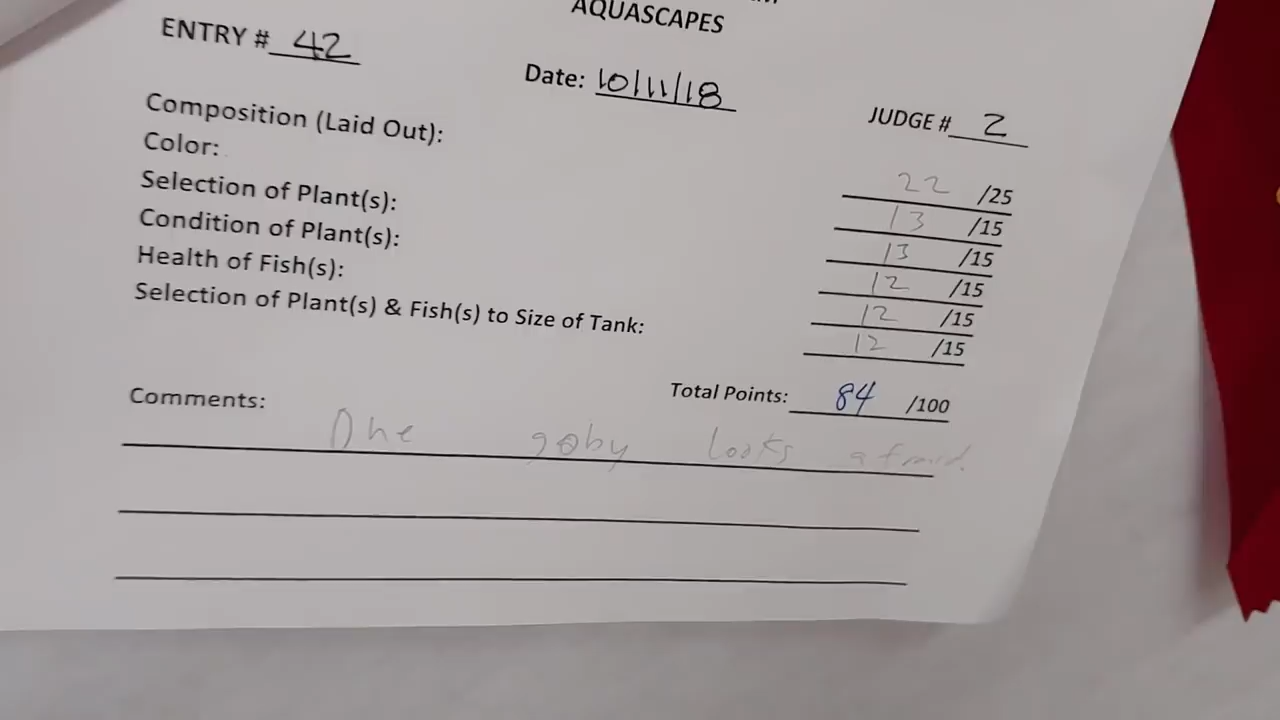 AQUASCAPES
ENTRY # 42
Date: 10/11/18
JUDGE # 2
Composition (Laid Out): 22 /25
Color: 13 /15
Selection of Plant(s): 13 /15
Condition of Plant(s): 12 /15
Health of Fish(s): 12 /15
Selection of Plant(s) & Fish(s) to Size of Tank: 12 /15
Total Points: 84 /100
Comments: One goby looks afraid.